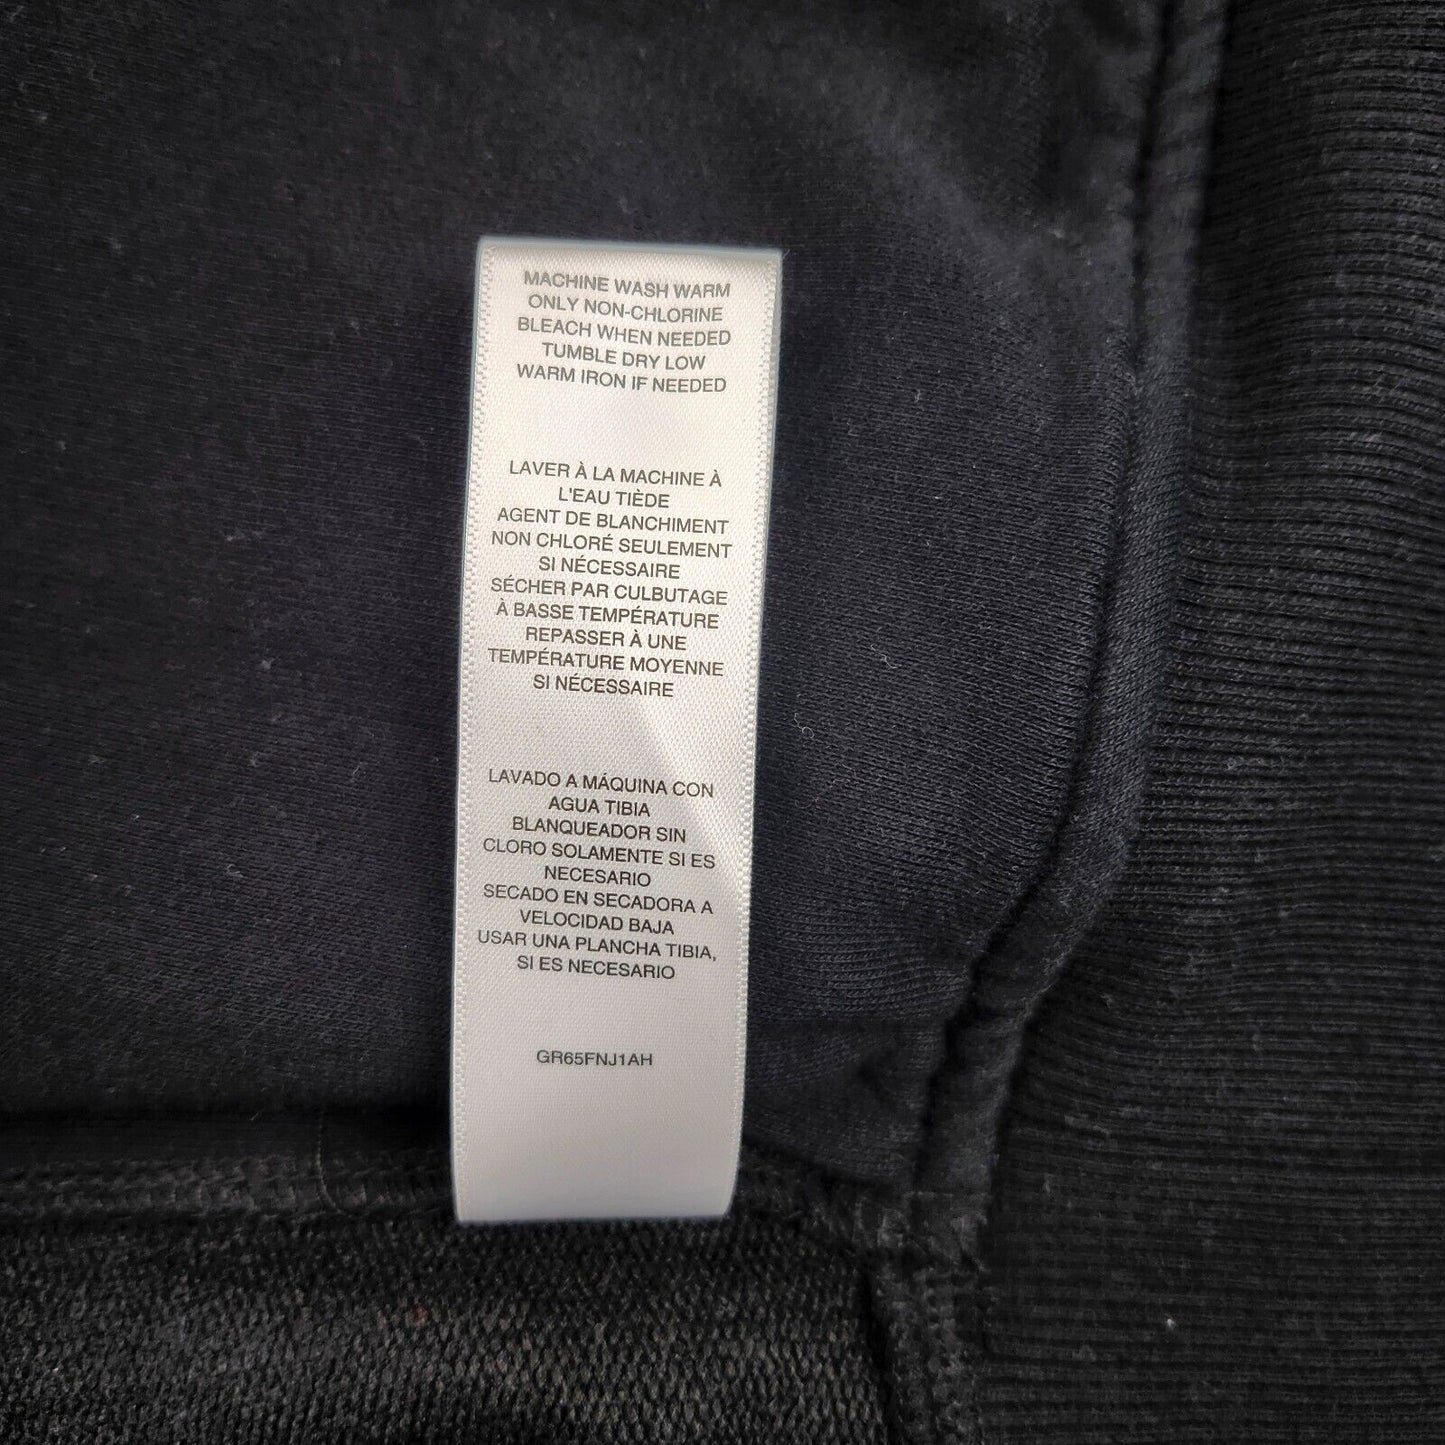 MACHINE WASH WARM
ONLY NON-CHLORINE
BLEACH WHEN NEEDED
TUMBLE DRY LOW
WARM IRON IF NEEDED
LAVER À LA MACHINE À
L'EAU TIÈDE
AGENT DE BLANCHIMENT
NON CHLORÉ SEULEMENT
SI NÉCESSAIRE
SÉCHER PAR CULBUTAGE
À BASSE TEMPÉRATURE
REPASSER À UNE
TEMPÉRATURE MOYENNE
SI NÉCESSAIRE
LAVADO A MÁQUINA CON
AGUA TIBIA
BLANQUEADOR SIN
CLORO SOLAMENTE SI ES
NECESARIO
SECADO EN SECADORA A
VELOCIDAD BAJA
USAR UNA PLANCHA TIBIA,
SI ES NECESARIO
GR65FNJ1AH